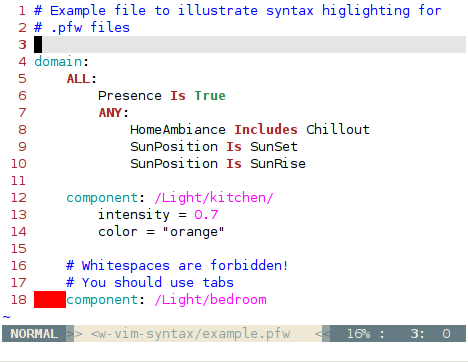 1 # Example file to illustrate syntax higlighting for
2 # .pfw files
3
4 domain:
5     ALL:
6         Presence Is True
7         ANY:
8             HomeAmbiance Includes Chillout
9             SunPosition Is SunSet
10             SunPosition Is SunRise
11
12     component: /Light/kitchen/
13         intensity = 0.7
14         color = "orange"
15
16     # Whitespaces are forbidden!
17     # You should use tabs
18     component: /Light/bedroom
~
NORMAL >> <w-vim-syntax/example.pfw << 16% : 3: 0